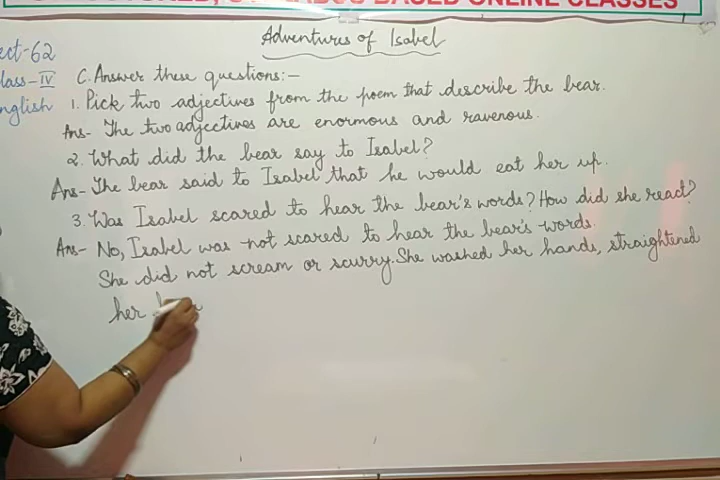 BASED ONLINE CLASSES
Adventures of Isabel
ect-62
lass-IV
nglish
C. Answer these questions:-
1. Pick two adjectives from the poem that describe the bear.
Ans- The two adjectives are enormous and ravenous.
2. What did the bear say to Isabel?
Ans- The bear said to Isabel that he would eat her up.
3. Was Isabel scared to hear the bear's words? How did she react?
Ans- No, Isabel was not scared to hear the bear's words.
She did not scream or scurry. She washed her hands, straightened
her